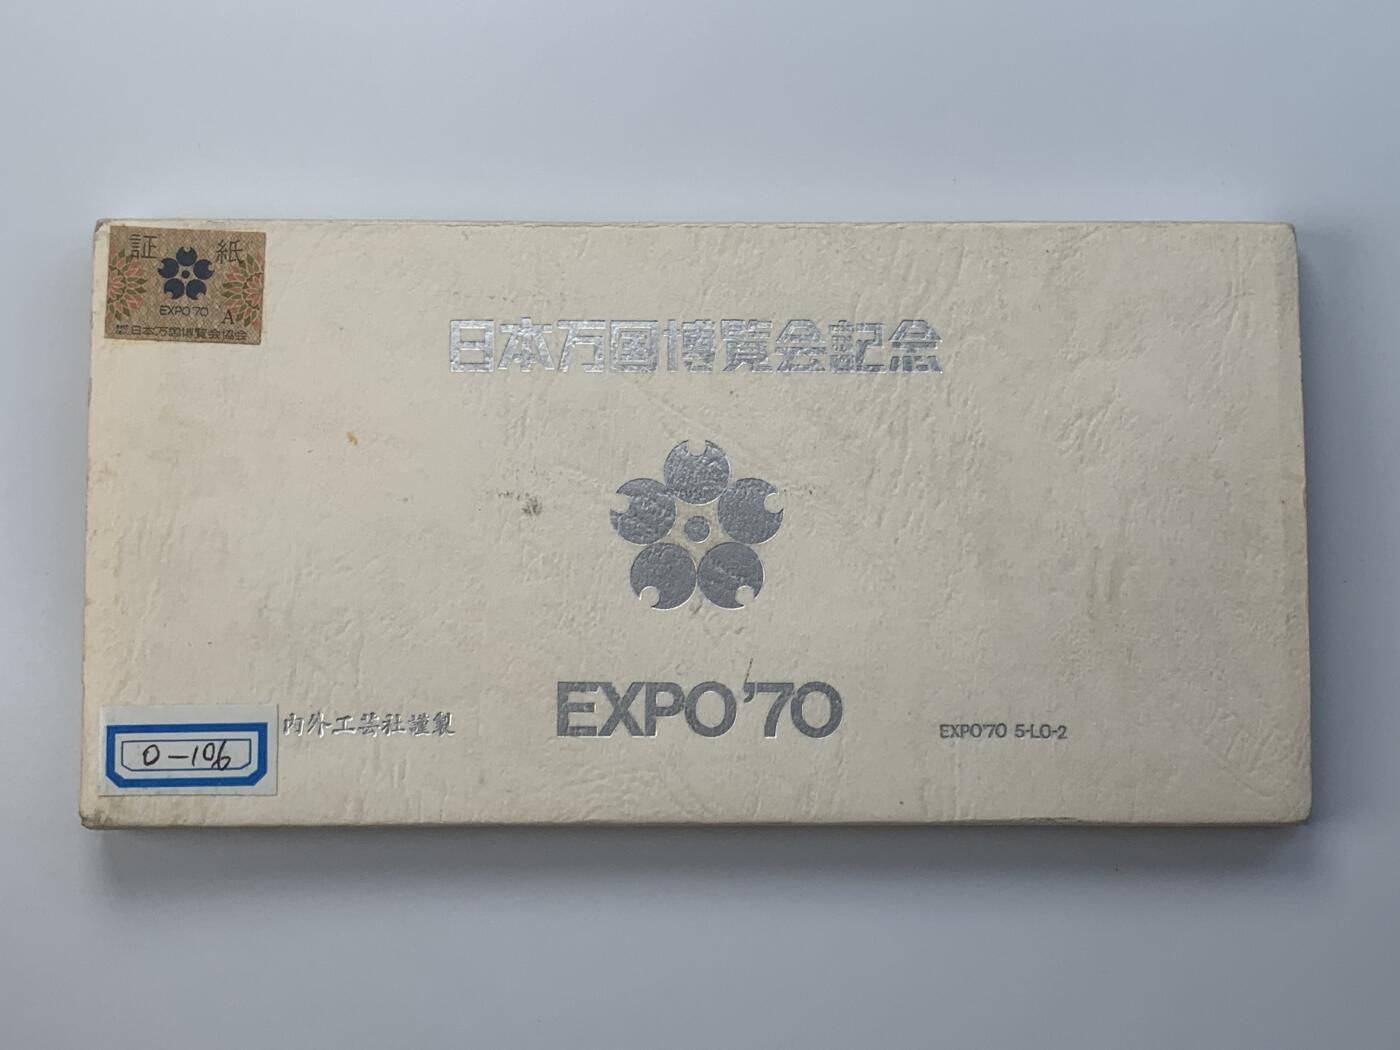 証 紙
EXPO'70
A
日本万国博覧会協会
日本万国博覧会記念
EXPO'70
内外工芸社謹製
EXPO'70 5-LO-2
O-106